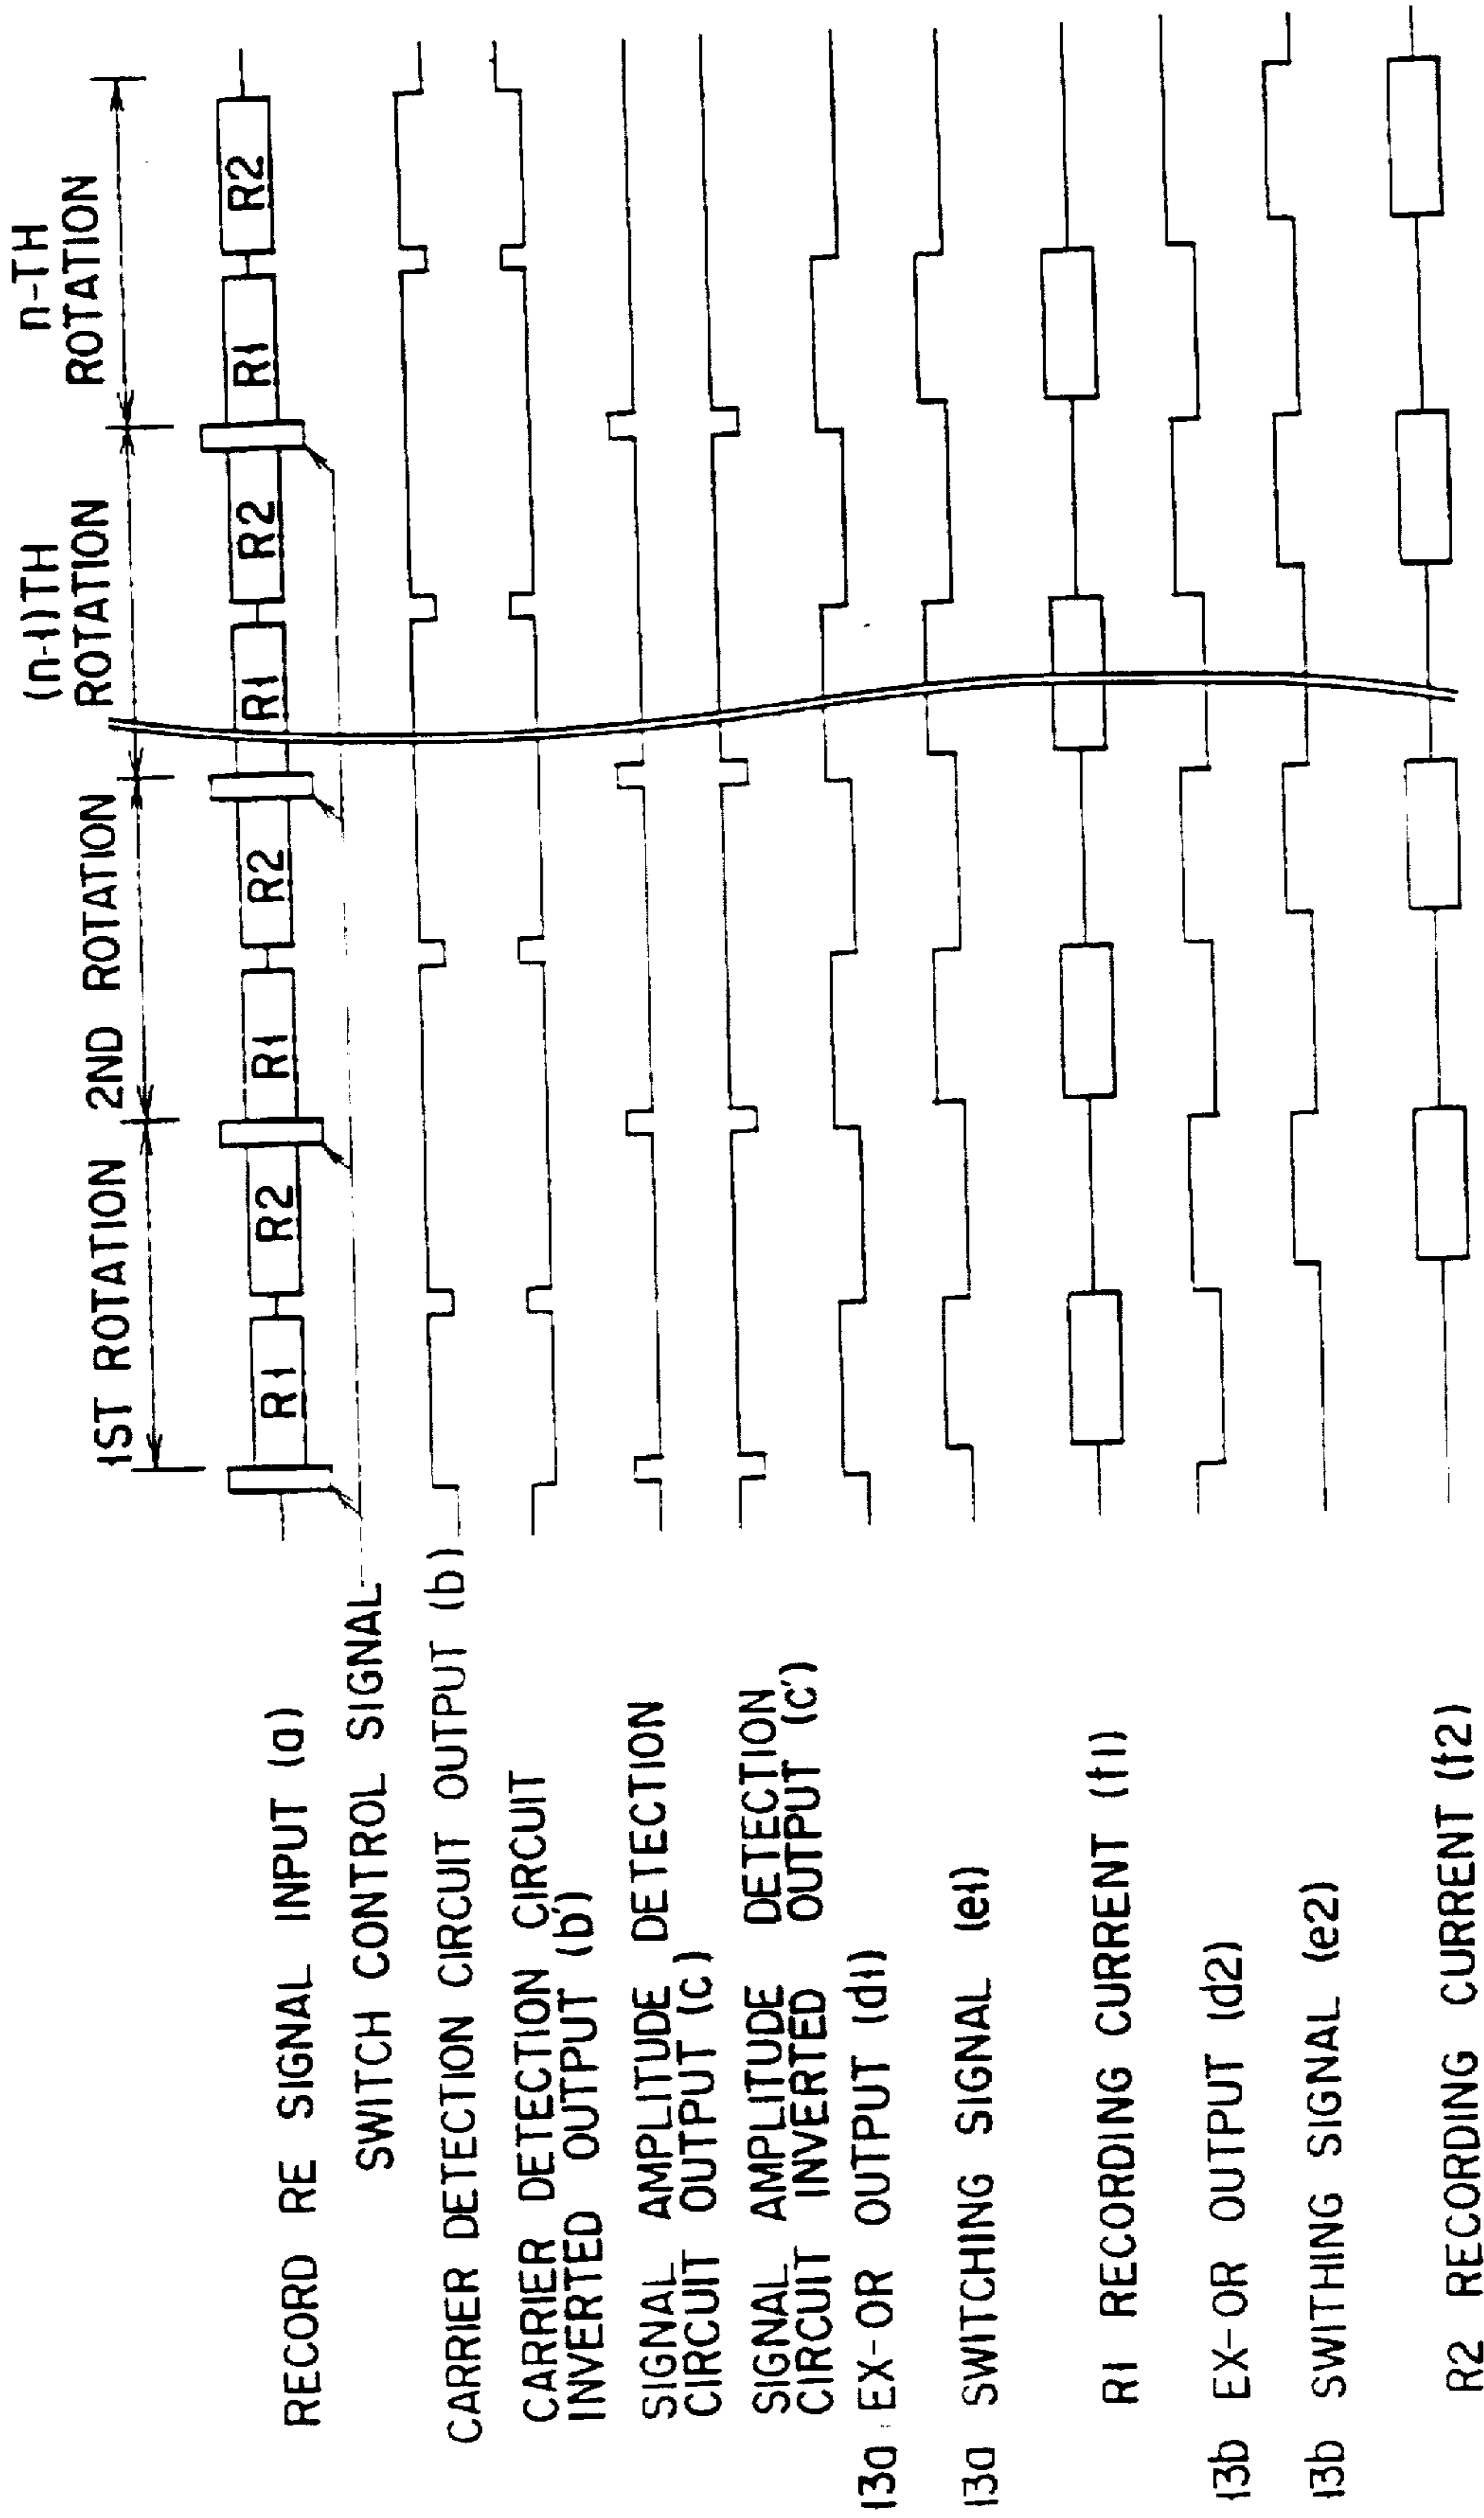 1ST ROTATION
2ND ROTATION
(n-1)TH
ROTATION
n-TH
ROTATION
RECORD RE SIGNAL INPUT (a)
R1
R2
R1
R2
R1
R2
R1
R2
SWITCH CONTROL SIGNAL
CARRIER DETECTION CIRCUIT OUTPUT (b)
CARRIER DETECTION CIRCUIT
INVERTED OUTPUT (b')
SIGNAL AMPLITUDE DETECTION
CIRCUIT OUTPUT (c)
SIGNAL AMPLITUDE DETECTION
CIRCUIT INVERTED OUTPUT (c')
13a EX-OR OUTPUT (d1)
13a SWITCHING SIGNAL (e1)
R1 RECORDING CURRENT (f1)
13b EX-OR OUTPUT (d2)
13b SWITHING SIGNAL (e2)
R2 RECORDING CURRENT (f2)